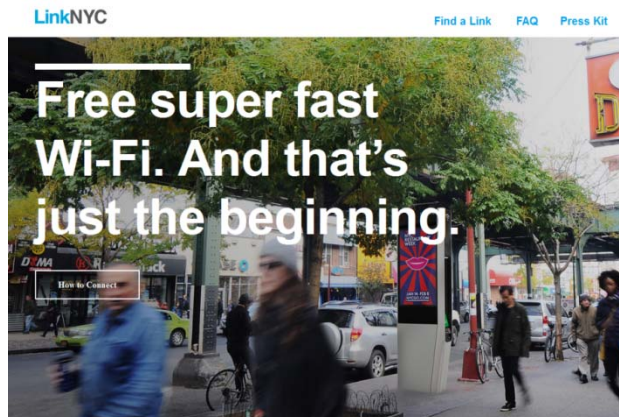 LinkNYC
Find a Link FAQ Press Kit
Free super fast
Wi-Fi. And that's
just the beginning.
How to Connect